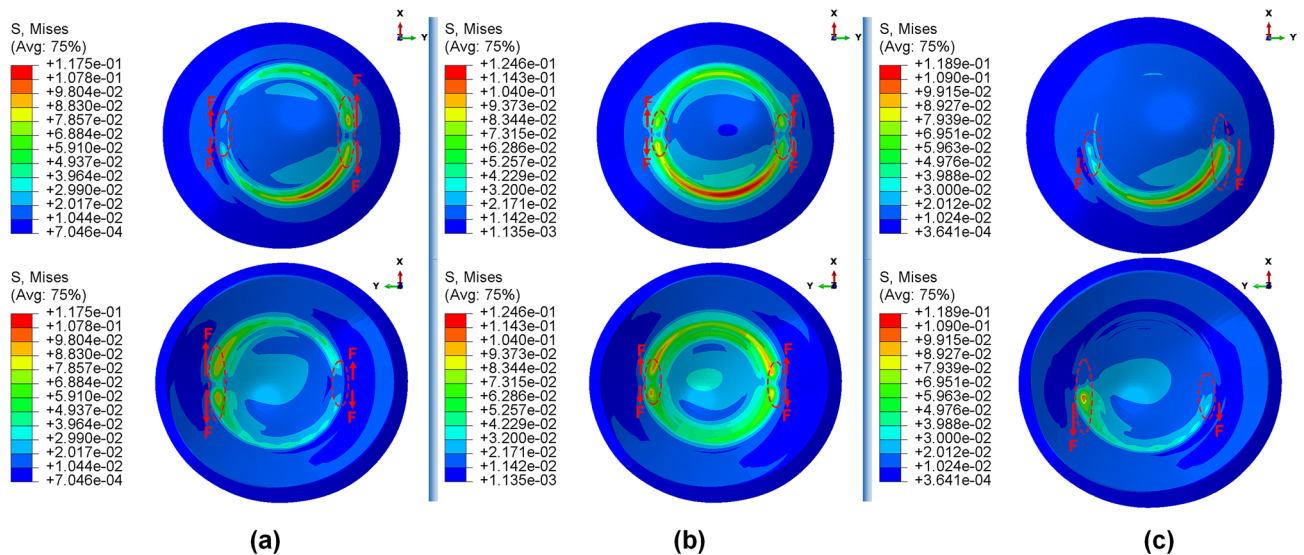 S, Mises
(Avg: 75%)
+1.175e-01
+1.078e-01
+9.804e-02
+8.830e-02
+7.857e-02
+6.884e-02
+5.910e-02
+4.937e-02
+3.964e-02
+2.990e-02
+2.017e-02
+1.044e-02
+7.046e-04
X
Z
Y
F
F
F
F
S, Mises
(Avg: 75%)
+1.246e-01
+1.143e-01
+1.040e-01
+9.373e-02
+8.344e-02
+7.315e-02
+6.286e-02
+5.257e-02
+4.229e-02
+3.200e-02
+2.171e-02
+1.142e-02
+1.135e-03
X
Z
Y
F
F
F
F
S, Mises
(Avg: 75%)
+1.189e-01
+1.090e-01
+9.915e-02
+8.927e-02
+7.939e-02
+6.951e-02
+5.963e-02
+4.976e-02
+3.988e-02
+3.000e-02
+2.012e-02
+1.024e-02
+3.641e-04
X
Z
Y
F
F
S, Mises
(Avg: 75%)
+1.175e-01
+1.078e-01
+9.804e-02
+8.830e-02
+7.857e-02
+6.884e-02
+5.910e-02
+4.937e-02
+3.964e-02
+2.990e-02
+2.017e-02
+1.044e-02
+7.046e-04
X
Y
F
F
F
F
S, Mises
(Avg: 75%)
+1.246e-01
+1.143e-01
+1.040e-01
+9.373e-02
+8.344e-02
+7.315e-02
+6.286e-02
+5.257e-02
+4.229e-02
+3.200e-02
+2.171e-02
+1.142e-02
+1.135e-03
X
Y
F
F
F
F
S, Mises
(Avg: 75%)
+1.189e-01
+1.090e-01
+9.915e-02
+8.927e-02
+7.939e-02
+6.951e-02
+5.963e-02
+4.976e-02
+3.988e-02
+3.000e-02
+2.012e-02
+1.024e-02
+3.641e-04
X
Y
F
F
(a)
(b)
(c)